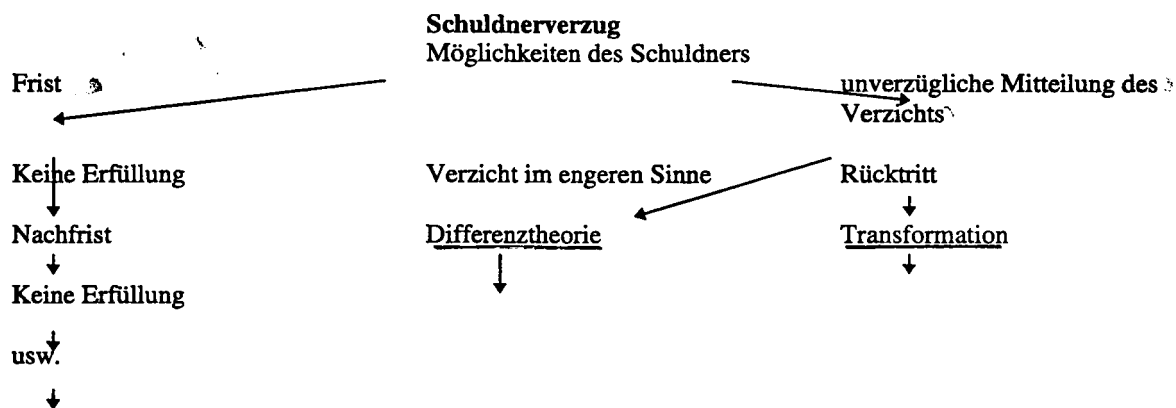 Schuldnerverzug
Möglichkeiten des Schuldners
Frist
unverzügliche Mitteilung des
Verzichts
Keine Erfüllung
Verzicht im engeren Sinne
Rücktritt
Nachfrist
Differenztheorie
Transformation
Keine Erfüllung
usw.